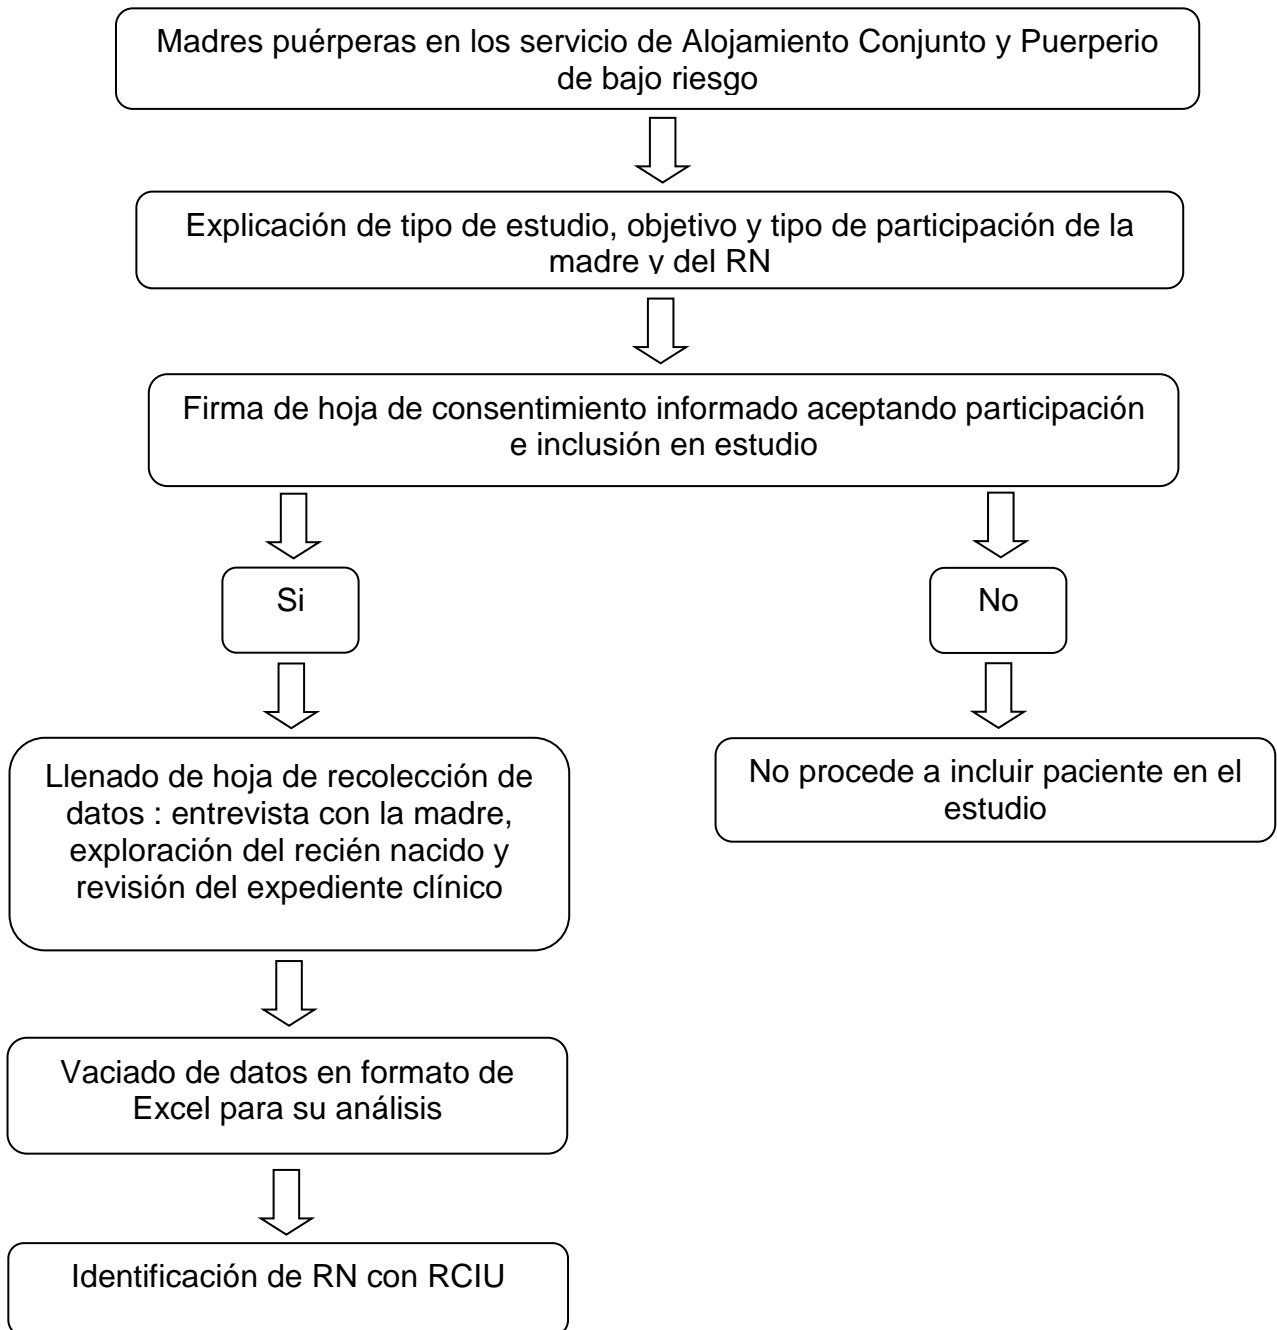 Madres puérperas en los servicio de Alojamiento Conjunto y Puerperio
de bajo riesgo
Explicación de tipo de estudio, objetivo y tipo de participación de la
madre y del RN
Firma de hoja de consentimiento informado aceptando participación
e inclusión en estudio
Si
No
Llenado de hoja de recolección de
datos : entrevista con la madre,
exploración del recién nacido y
revisión del expediente clínico
No procede a incluir paciente en el
estudio
Vaciado de datos en formato de
Excel para su análisis
Identificación de RN con RCIU